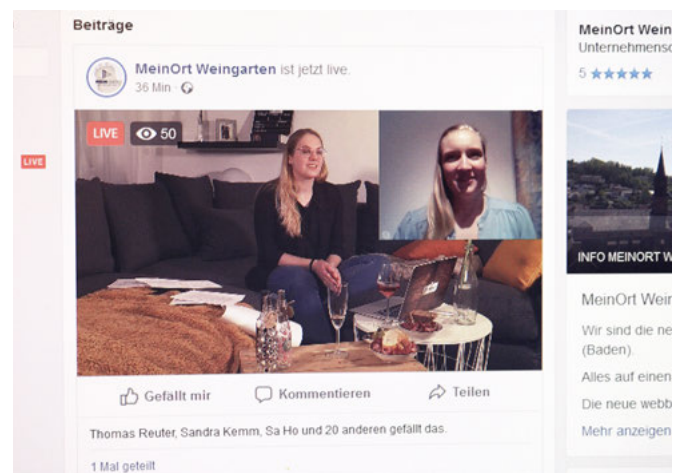 Beiträge
MeinOrt Weingarten ist jetzt live.
36 Min ·
LIVE
50
LIVE
Gefällt mir
Kommentieren
Teilen
Thomas Reuter, Sandra Kemm, Sa Ho und 20 anderen gefällt das.
1 Mal geteilt
MeinOrt Wein
Unternehmens
5 ★★★★★
INFO MEINORT W
MeinOrt Wein
Wir sind die ne
(Baden).
Alles auf einen
Die neue webb
Mehr anzeigen